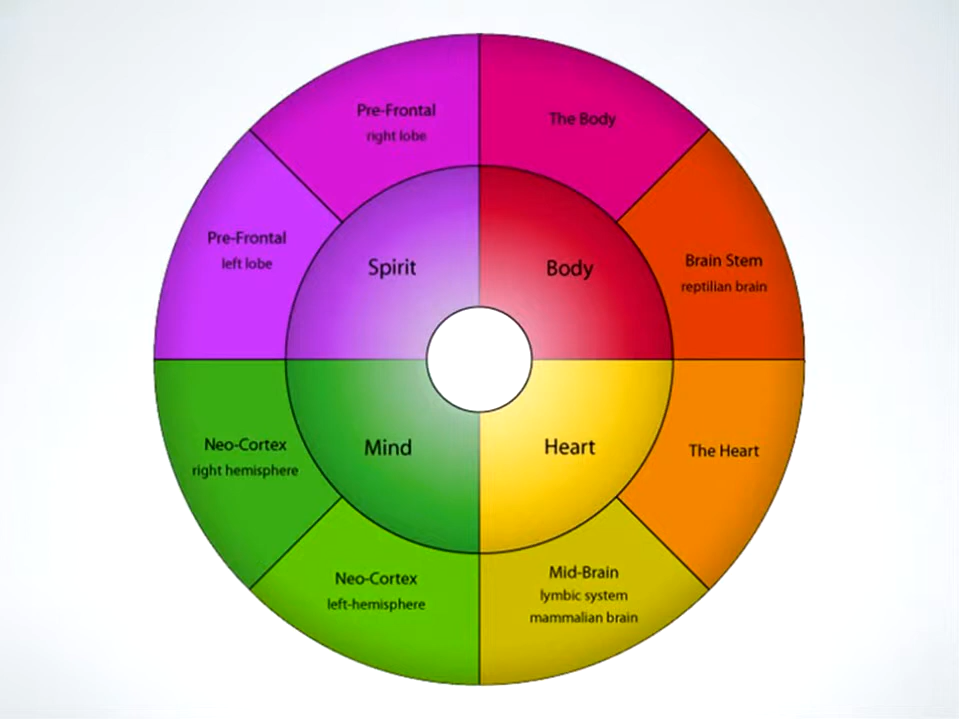 Pre-Frontal
right lobe
The Body
Pre-Frontal
left lobe
Spirit
Body
Brain Stem
reptilian brain
Neo-Cortex
right hemisphere
Mind
Heart
The Heart
Neo-Cortex
left-hemisphere
Mid-Brain
lymbic system
mammalian brain